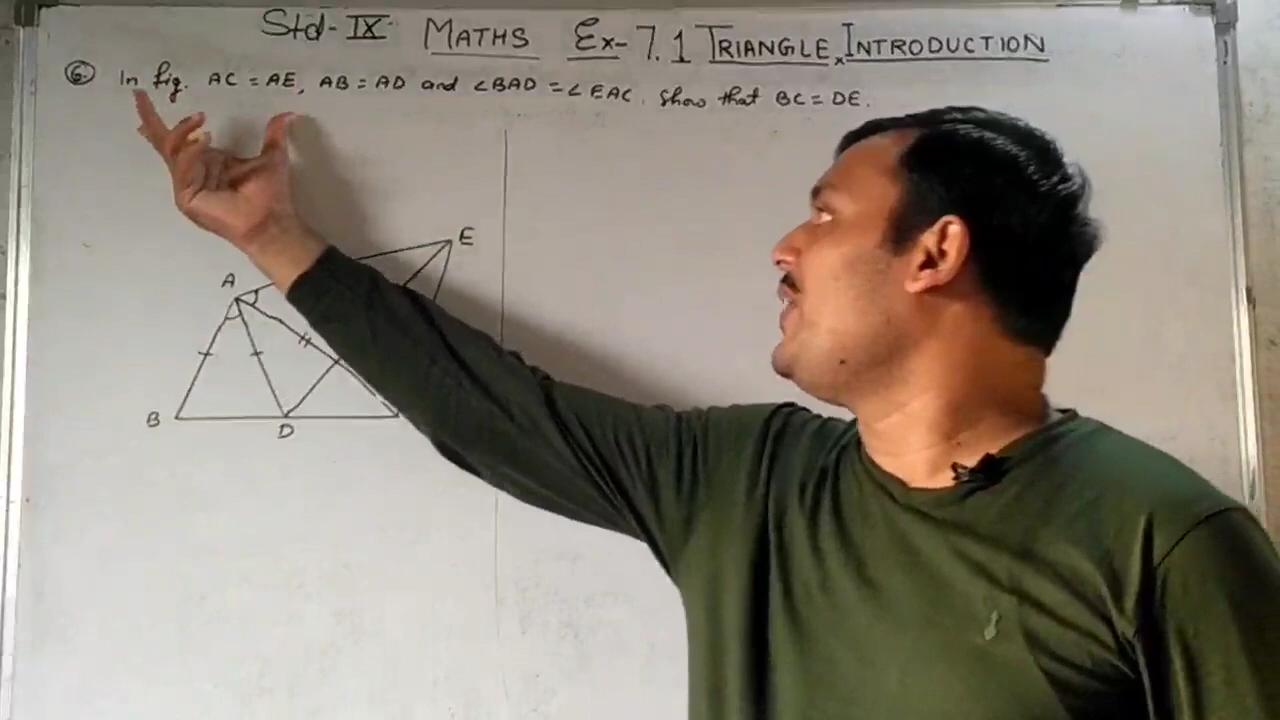 Std-IX MATHS Ex-7.1 TRIANGLE, INTRODUCTION
6 In fig. AC = AE, AB = AD and ∠BAD = ∠EAC. Show that BC = DE.
E
A
B
D